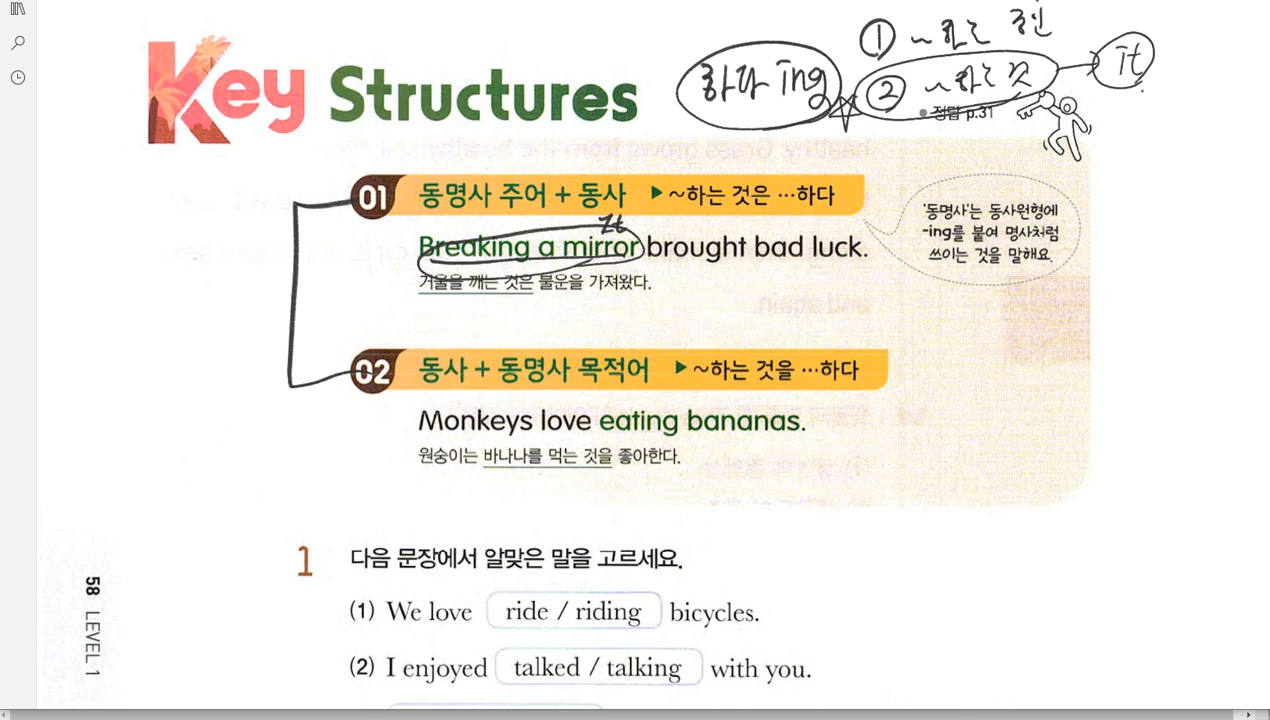 Key Structures
하다 ing
① ~하는 중인
② ~하는 것
it
정답 p.31
01 동명사 주어 + 동사 ▶ ~하는 것은 …하다
It
Breaking a mirror brought bad luck.
거울을 깨는 것은 불운을 가져왔다.
'동명사'는 동사원형에
-ing를 붙여 명사처럼
쓰이는 것을 말해요.
02 동사 + 동명사 목적어 ▶ ~하는 것을 …하다
Monkeys love eating bananas.
원숭이는 바나나를 먹는 것을 좋아한다.
1 다음 문장에서 알맞은 말을 고르세요.
(1) We love ride / riding bicycles.
(2) I enjoyed talked / talking with you.
58 LEVEL 1